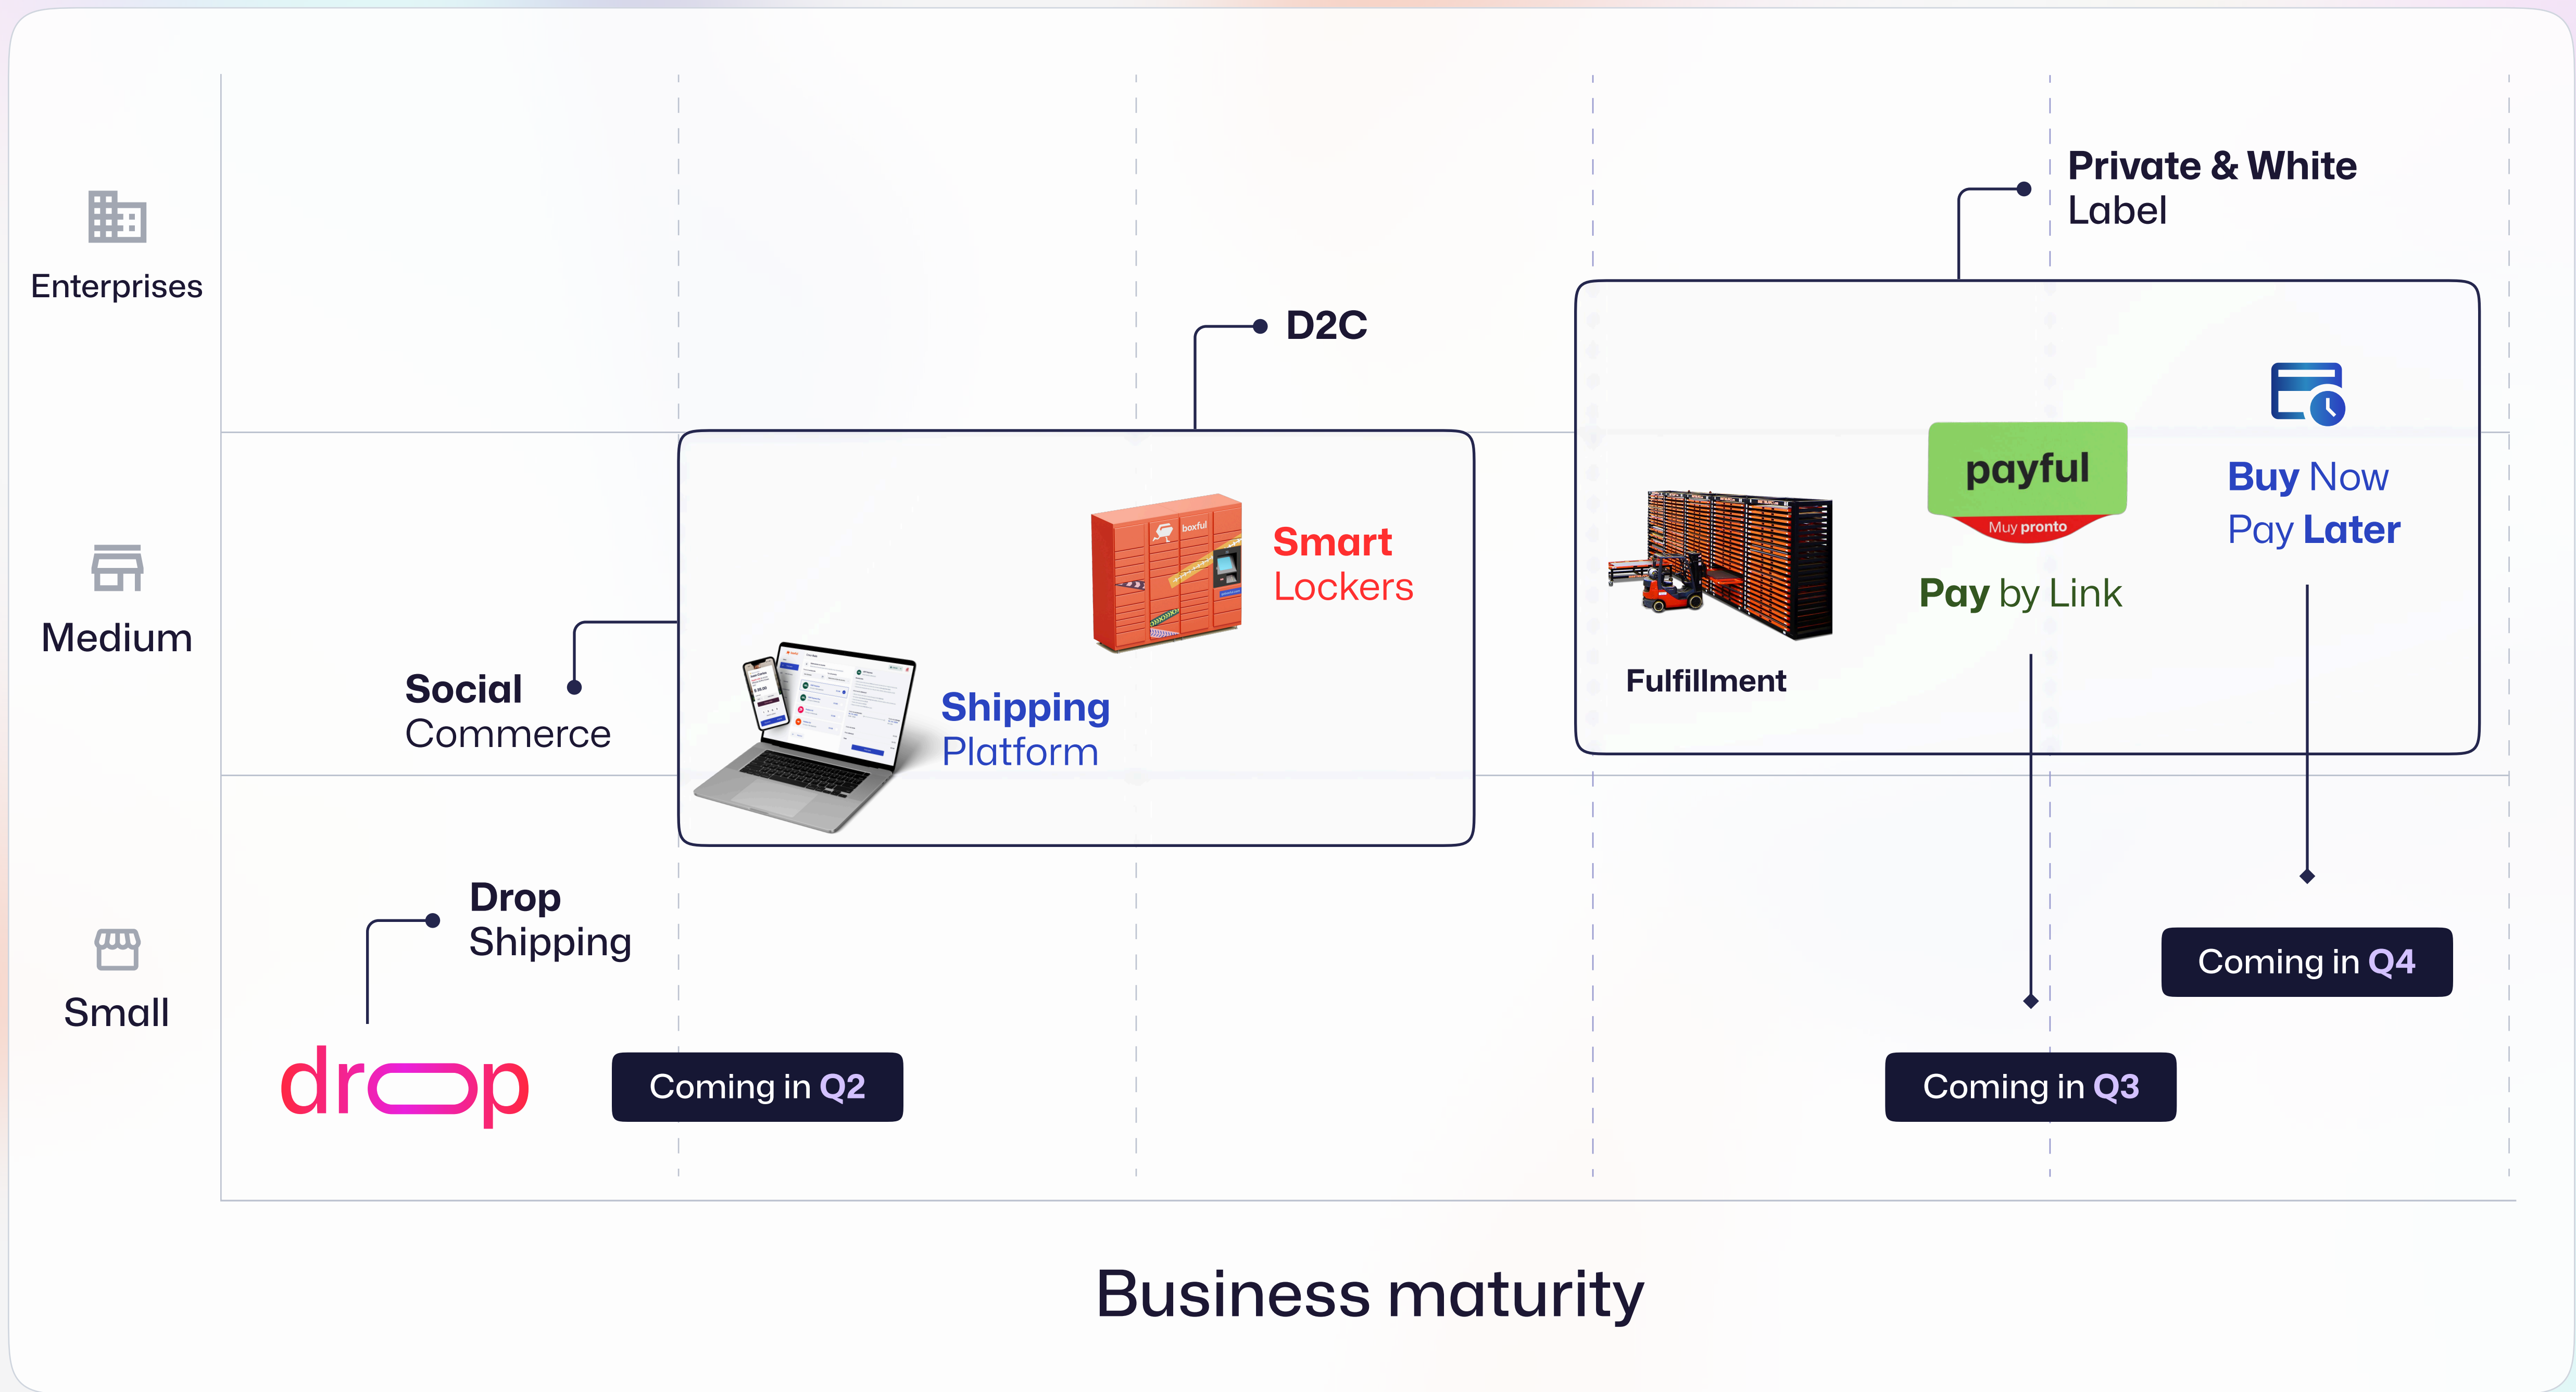 Private & White
Label
Enterprises
D2C
payful
Muy pronto
Buy Now
Pay Later
boxful
Smart
Lockers
Pay by Link
Medium
Fulfillment
Social
Commerce
Shipping
Platform
Drop
Shipping
Small
Coming in Q4
drop
Coming in Q2
Coming in Q3
Business maturity